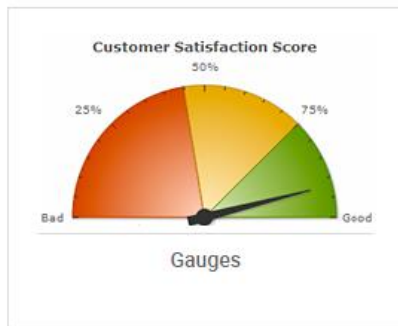 Customer Satisfaction Score
50%
25%
75%
Bad
Good
Gauges